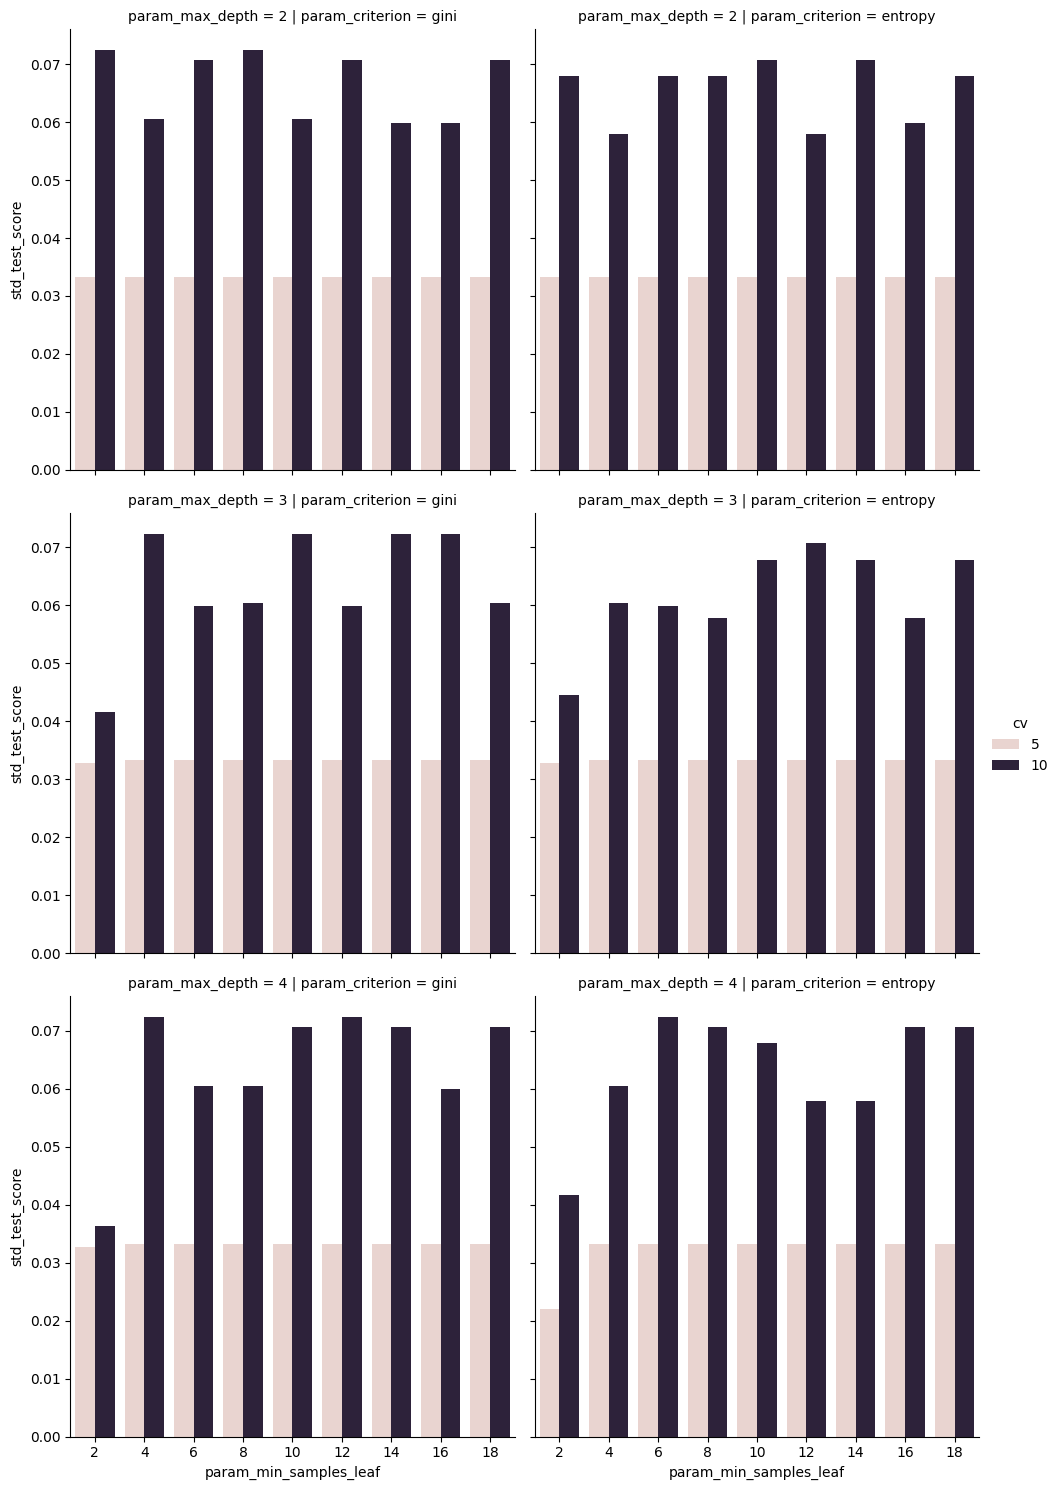 param_max_depth = 2 | param_criterion = gini
param_max_depth = 2 | param_criterion = entropy
0.07
0.06
0.05
0.04
0.03
0.02
0.01
0.00
std_test_score
param_max_depth = 3 | param_criterion = gini
param_max_depth = 3 | param_criterion = entropy
0.07
0.06
0.05
0.04
0.03
0.02
0.01
0.00
std_test_score
cv
5
10
param_max_depth = 4 | param_criterion = gini
param_max_depth = 4 | param_criterion = entropy
0.07
0.06
0.05
0.04
0.03
0.02
0.01
0.00
std_test_score
2 4 6 8 10 12 14 16 18
param_min_samples_leaf
2 4 6 8 10 12 14 16 18
param_min_samples_leaf